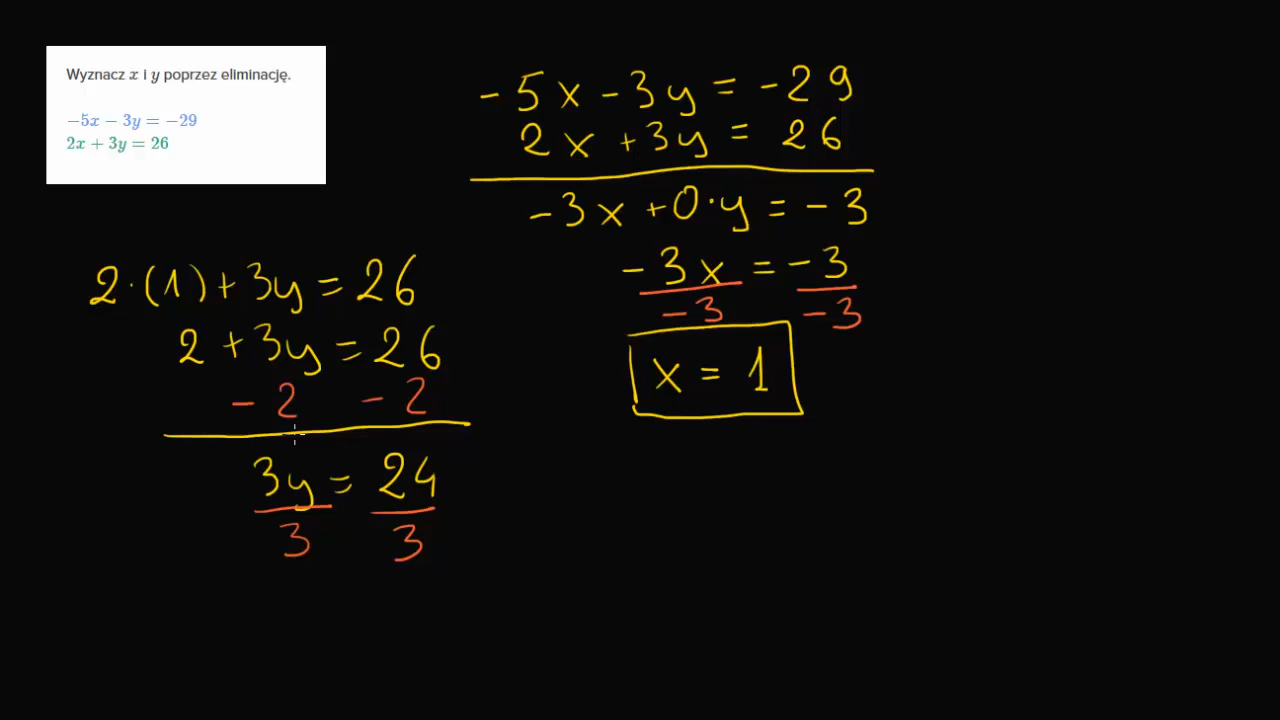 Wyznacz x i y poprzez eliminację.
−5x − 3y = −29
2x + 3y = 26
-5x - 3y = -29
2x + 3y = 26
-3x + 0·y = -3
-3x = -3
-3 -3
x = 1
2·(1) + 3y = 26
2 + 3y = 26
-2 -2
3y = 24
3 3